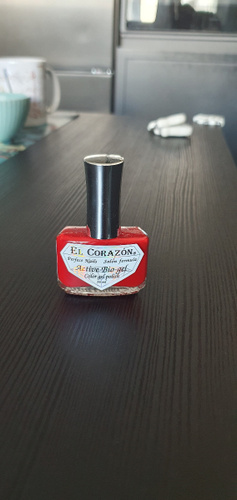 EL CORAZON®
Perfect Nails Salon formula
Active Bio-gel
Color gel polish